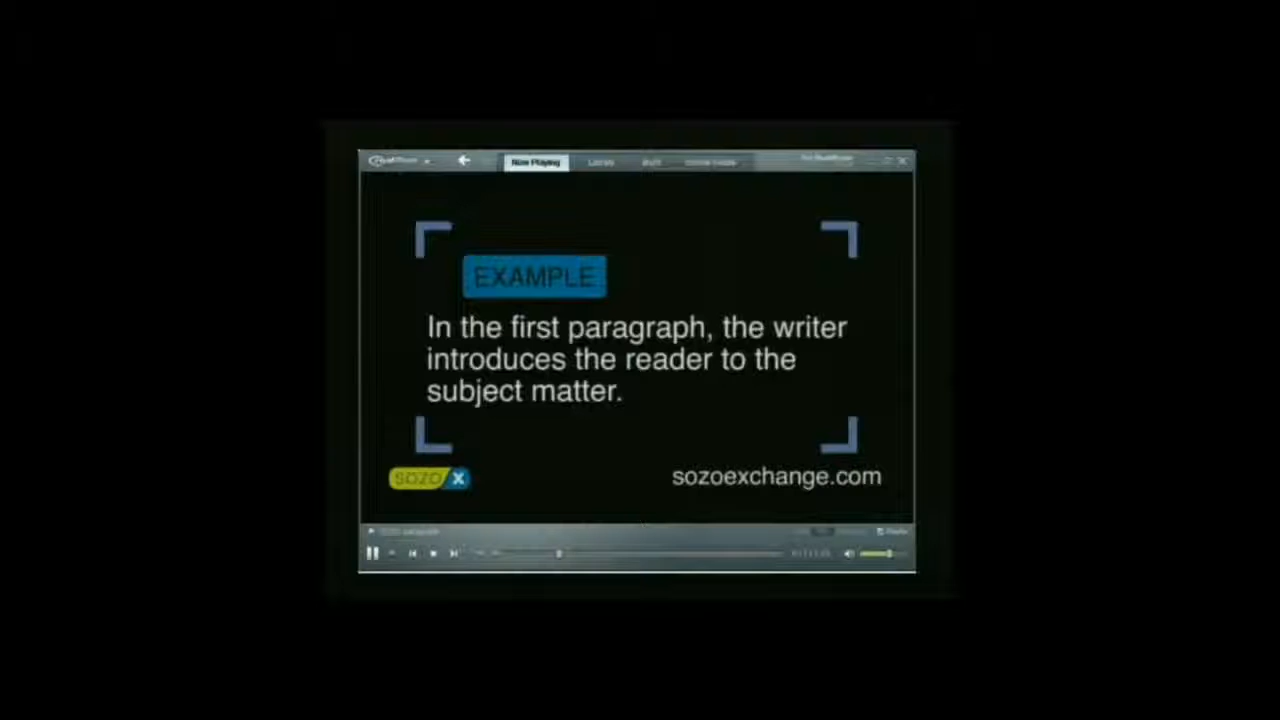 Now Playing
EXAMPLE
In the first paragraph, the writer
introduces the reader to the
subject matter.
SOZO X
sozoexchange.com